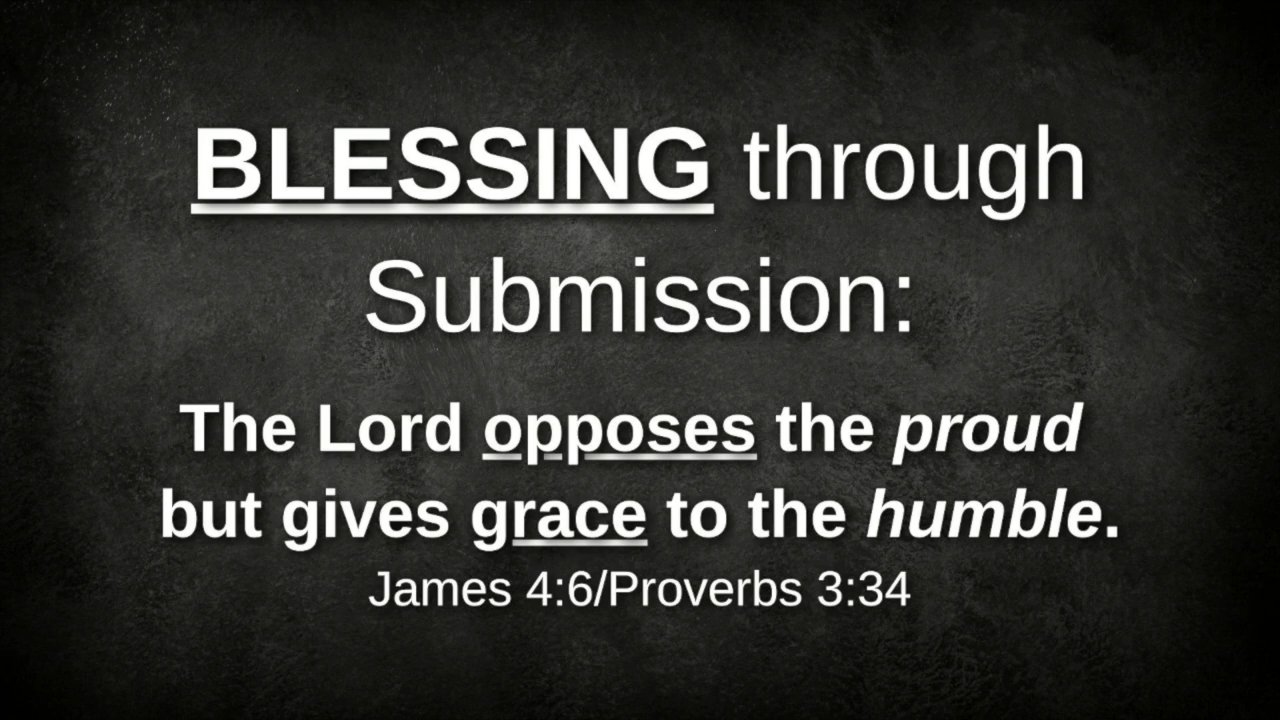 BLESSING through
Submission:
The Lord opposes the proud
but gives grace to the humble.
James 4:6/Proverbs 3:34